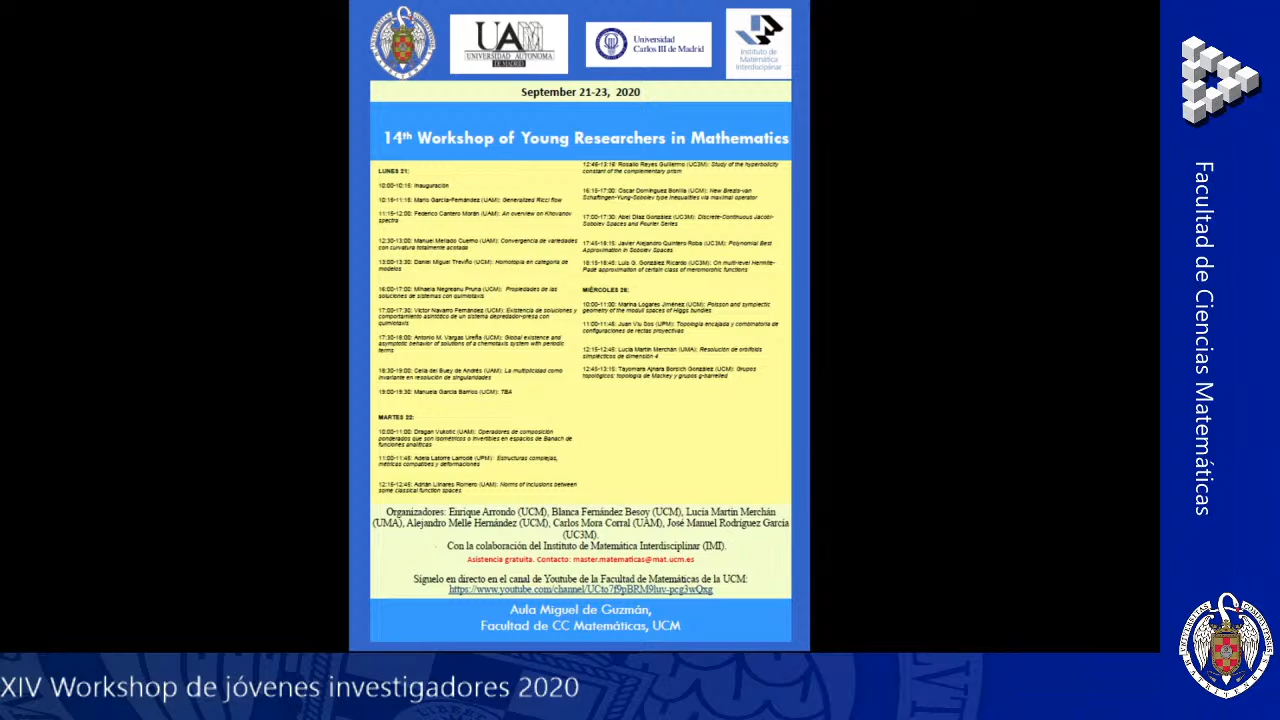 UAM
UNIVERSIDAD AUTONOMA
DE MADRID
Universidad
Carlos III de Madrid
Instituto de
Matemática
Interdisciplinar
September 21-23, 2020
14th Workshop of Young Researchers in Mathematics
LUNES 21:
10:00-10:15: Inauguración
10:15-11:15: Mario García-Fernández (UAM): Generalized Ricci flow
11:15-12:00: Federico Cantero Morán (UAM): An overview on Khovanov
spectra
12:30-13:00: Manuel Mellado Cuerno (UAM): Convergencia de variedades
con curvatura totalmente acotada
13:00-13:30: Daniel Miguel Treviño (UCM): Homotopía en categoría de
modelos
16:00-17:00: Mihaela Negreanu Pruna (UCM): Propiedades de las
soluciones de sistemas con quimiotaxis
17:00-17:30: Víctor Navarro Fernández (UCM): Existencia de soluciones y
comportamiento asintótico de un sistema depredador-presa con
quimiotaxis
17:30-18:00: Antonio M. Vargas Ureña (UCM): Global existence and
asymptotic behavior of solutions of a chemotaxis system with periodic
terms
18:30-19:00: Celia del Buey de Andrés (UAM): La multiplicidad como
invariante en resolución de singularidades
19:00-19:30: Manuela García Barrios (UCM): TBA
MARTES 22:
10:00-11:00: Dragan Vukotic (UAM): Operadores de composición
ponderados que son isométricos o invertibles en espacios de Banach de
funciones analíticas
11:00-11:45: Adela Latorre Larrodé (UPM): Estructuras complejas,
métricas compatibles y deformaciones
12:15-12:45: Adrián Llinares Romero (UAM): Norms of inclusions between
some classical function spaces
12:45-13:15: Rosalio Reyes Guillermo (UC3M): Study of the hyperbolicity
constant of the complementary prism
16:15-17:00: Óscar Domínguez Bonilla (UCM): New Brezis-van
Schaftingen-Yung-Sobolev type inequalities via maximal operator
17:00-17:30: Abel Díaz González (UC3M): Discrete-Continuous Jacobi-
Sobolev Spaces and Fourier Series
17:45-18:15: Javier Alejandro Quintero Roba (UC3M): Polynomial Best
Approximation in Sobolev Spaces
18:15-18:45: Luis G. González Ricardo (UC3M): On multi-level Hermite-
Padé approximation of certain class of meromorphic functions
MIÉRCOLES 23:
10:00-11:00: Marina Logares Jiménez (UCM): Poisson and symplectic
geometry of the moduli spaces of Higgs bundles
11:00-11:45: Juan Viu Sos (UPM): Topología encajada y combinatoria de
configuraciones de rectas proyectivas
12:15-12:45: Lucía Martín Merchán (UMA): Resolución de orbifolds
simplécticos de dimensión 4
12:45-13:15: Tayomara Ajnara Borsich González (UCM): Grupos
topológicos: topología de Mackey y grupos g-barrelled
Organizadores: Enrique Arrondo (UCM), Blanca Fernández Besoy (UCM), Lucía Martín Merchán
(UMA), Alejandro Melle Hernández (UCM), Carlos Mora Corral (UAM), José Manuel Rodríguez García
(UC3M).
Con la colaboración del Instituto de Matemática Interdisciplinar (IMI).
Asistencia gratuita. Contacto: master.matematicas@mat.ucm.es
Síguelo en directo en el canal de Youtube de la Facultad de Matemáticas de la UCM:
https://www.youtube.com/channel/UCto7f9pBRM9luv-pcg3wQxg
Aula Miguel de Guzmán,
Facultad de CC Matemáticas, UCM
Facultad de Ciencias Matemáticas
XIV Workshop de jóvenes investigadores 2020